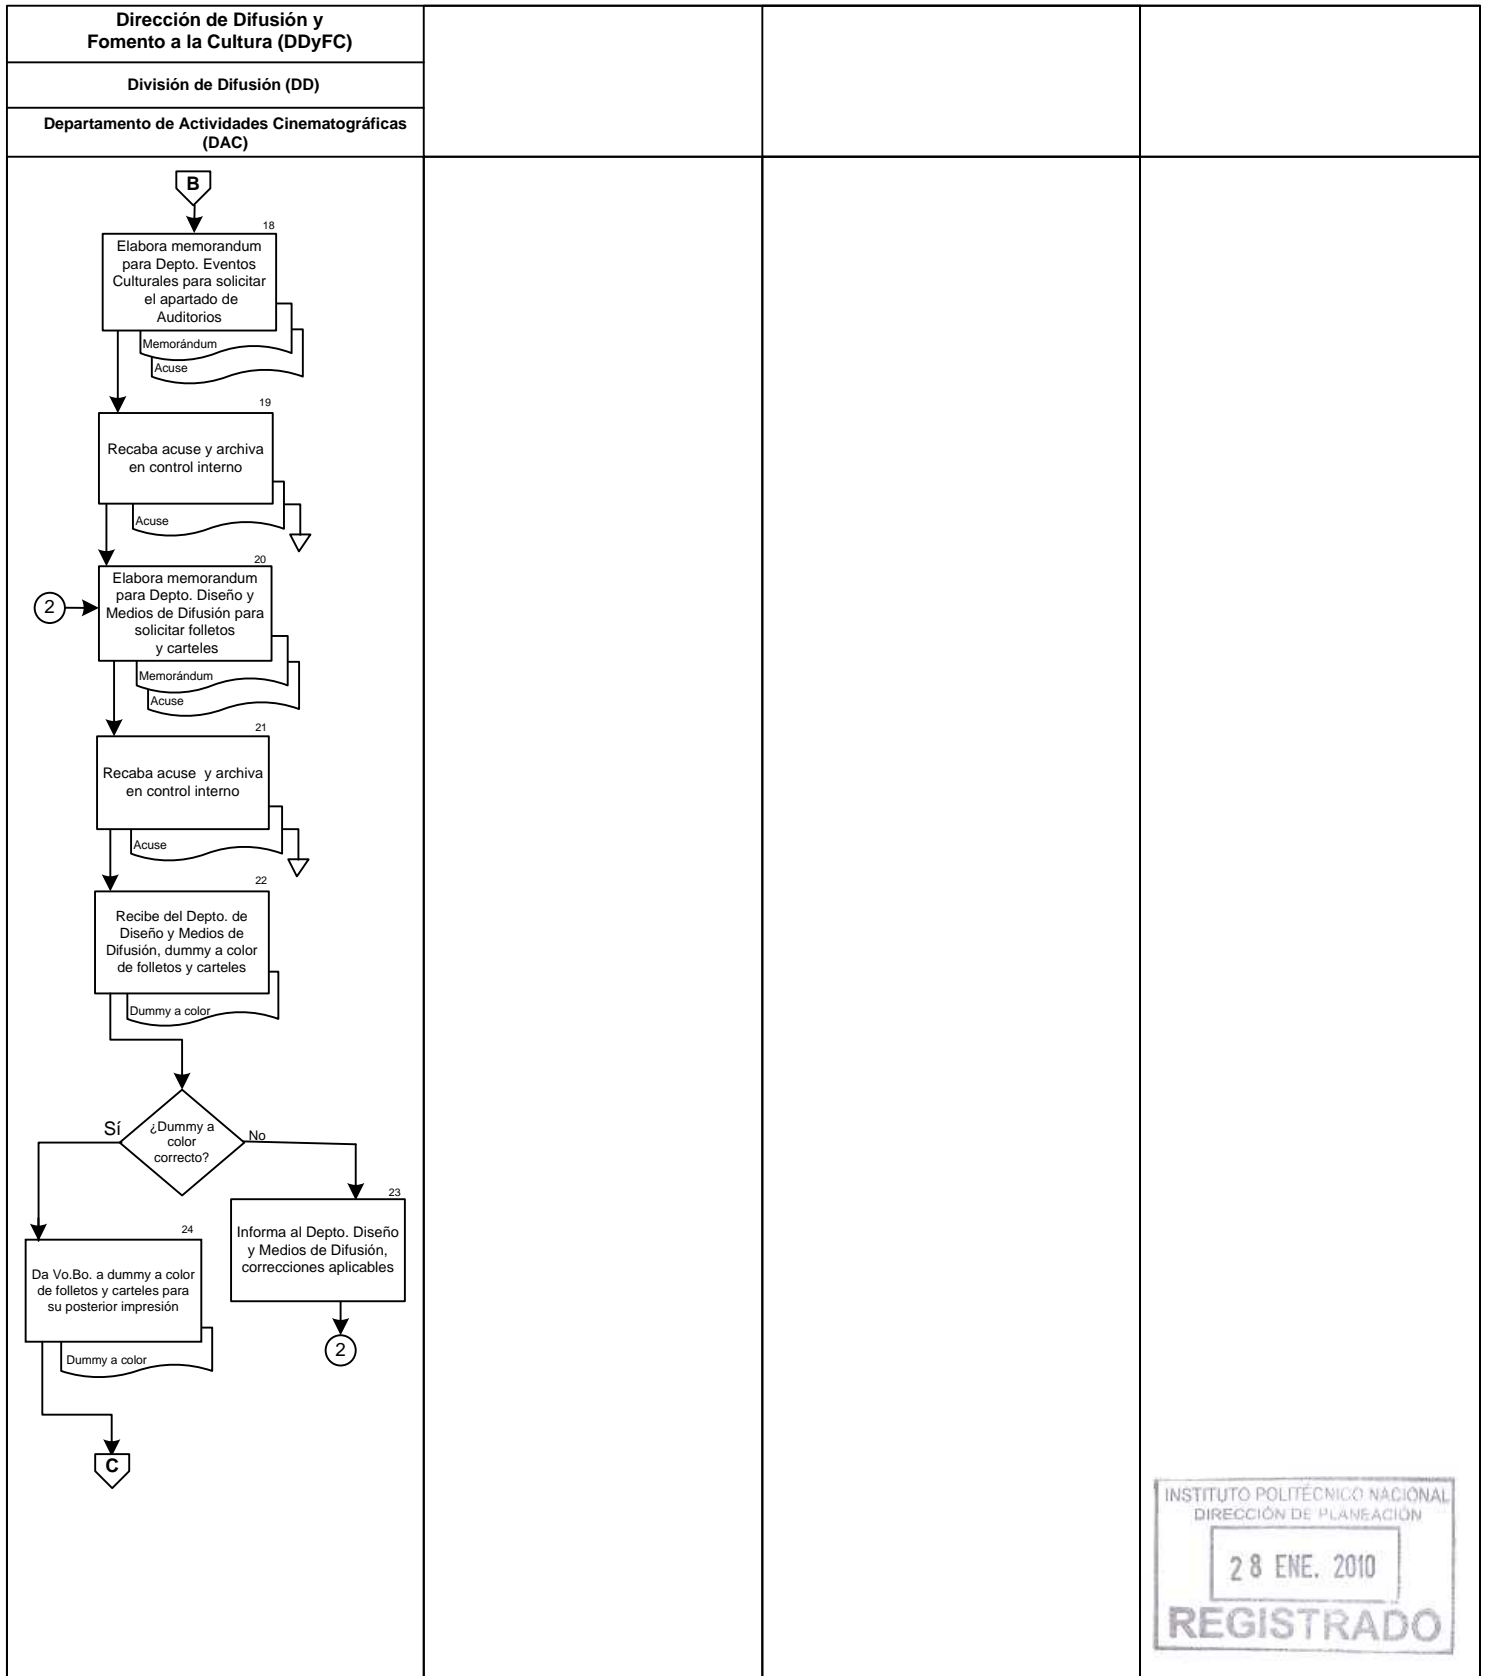 Dirección de Difusión y
Fomento a la Cultura (DDyFC)
División de Difusión (DD)
Departamento de Actividades Cinematográficas
(DAC)
B
18
Elabora memorandum
para Depto. Eventos
Culturales para solicitar
el apartado de
Auditorios
Memorándum
Acuse
19
Recaba acuse y archiva
en control interno
Acuse
20
2
Elabora memorandum
para Depto. Diseño y
Medios de Difusión para
solicitar folletos
y carteles
Memorándum
Acuse
21
Recaba acuse y archiva
en control interno
Acuse
22
Recibe del Depto. de
Diseño y Medios de
Difusión, dummy a color
de folletos y carteles
Dummy a color
¿Dummy a
color
correcto?
Sí
No
23
Informa al Depto. Diseño
y Medios de Difusión,
correcciones aplicables
2
24
Da Vo.Bo. a dummy a color
de folletos y carteles para
su posterior impresión
Dummy a color
C
INSTITUTO POLITÉCNICO NACIONAL
DIRECCIÓN DE PLANEACIÓN
28 ENE. 2010
REGISTRADO